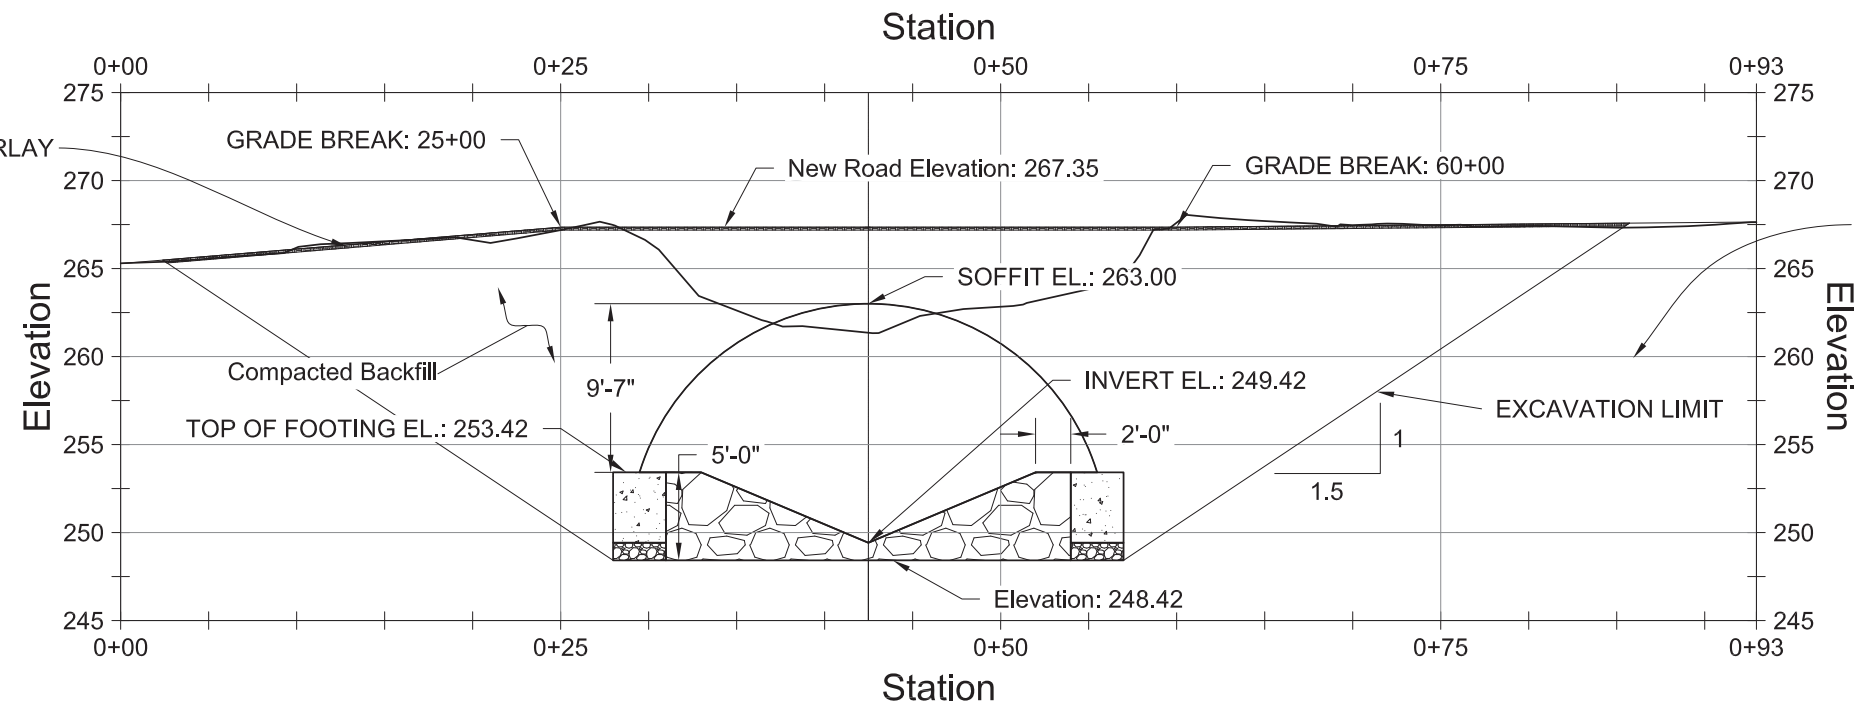 Station
0+00 0+25 0+50 0+75 0+93
275 275
RLAY
GRADE BREAK: 25+00
New Road Elevation: 267.35
GRADE BREAK: 60+00
270 270
265 265
SOFFIT EL.: 263.00
Elevation
Elevation
260 260
Compacted Backfill
9'-7"
INVERT EL.: 249.42
EXCAVATION LIMIT
TOP OF FOOTING EL.: 253.42
2'-0"
1
255 255
5'-0"
1.5
250 250
Elevation: 248.42
245 245
0+00 0+25 0+50 0+75 0+93
Station